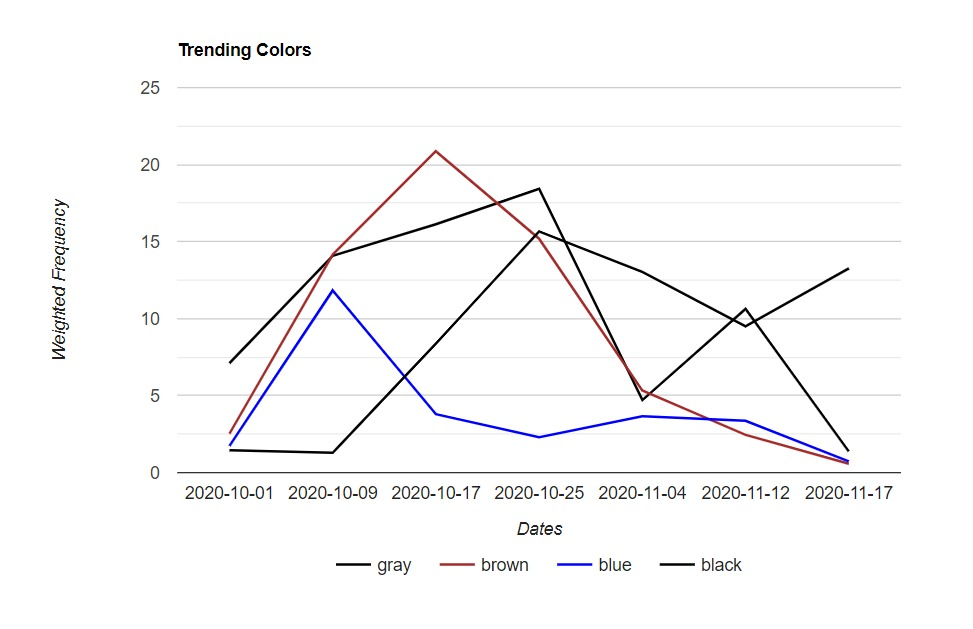 Trending Colors
25
20
15
10
5
0
Weighted Frequency
2020-10-01 2020-10-09 2020-10-17 2020-10-25 2020-11-04 2020-11-12 2020-11-17
Dates
gray brown blue black